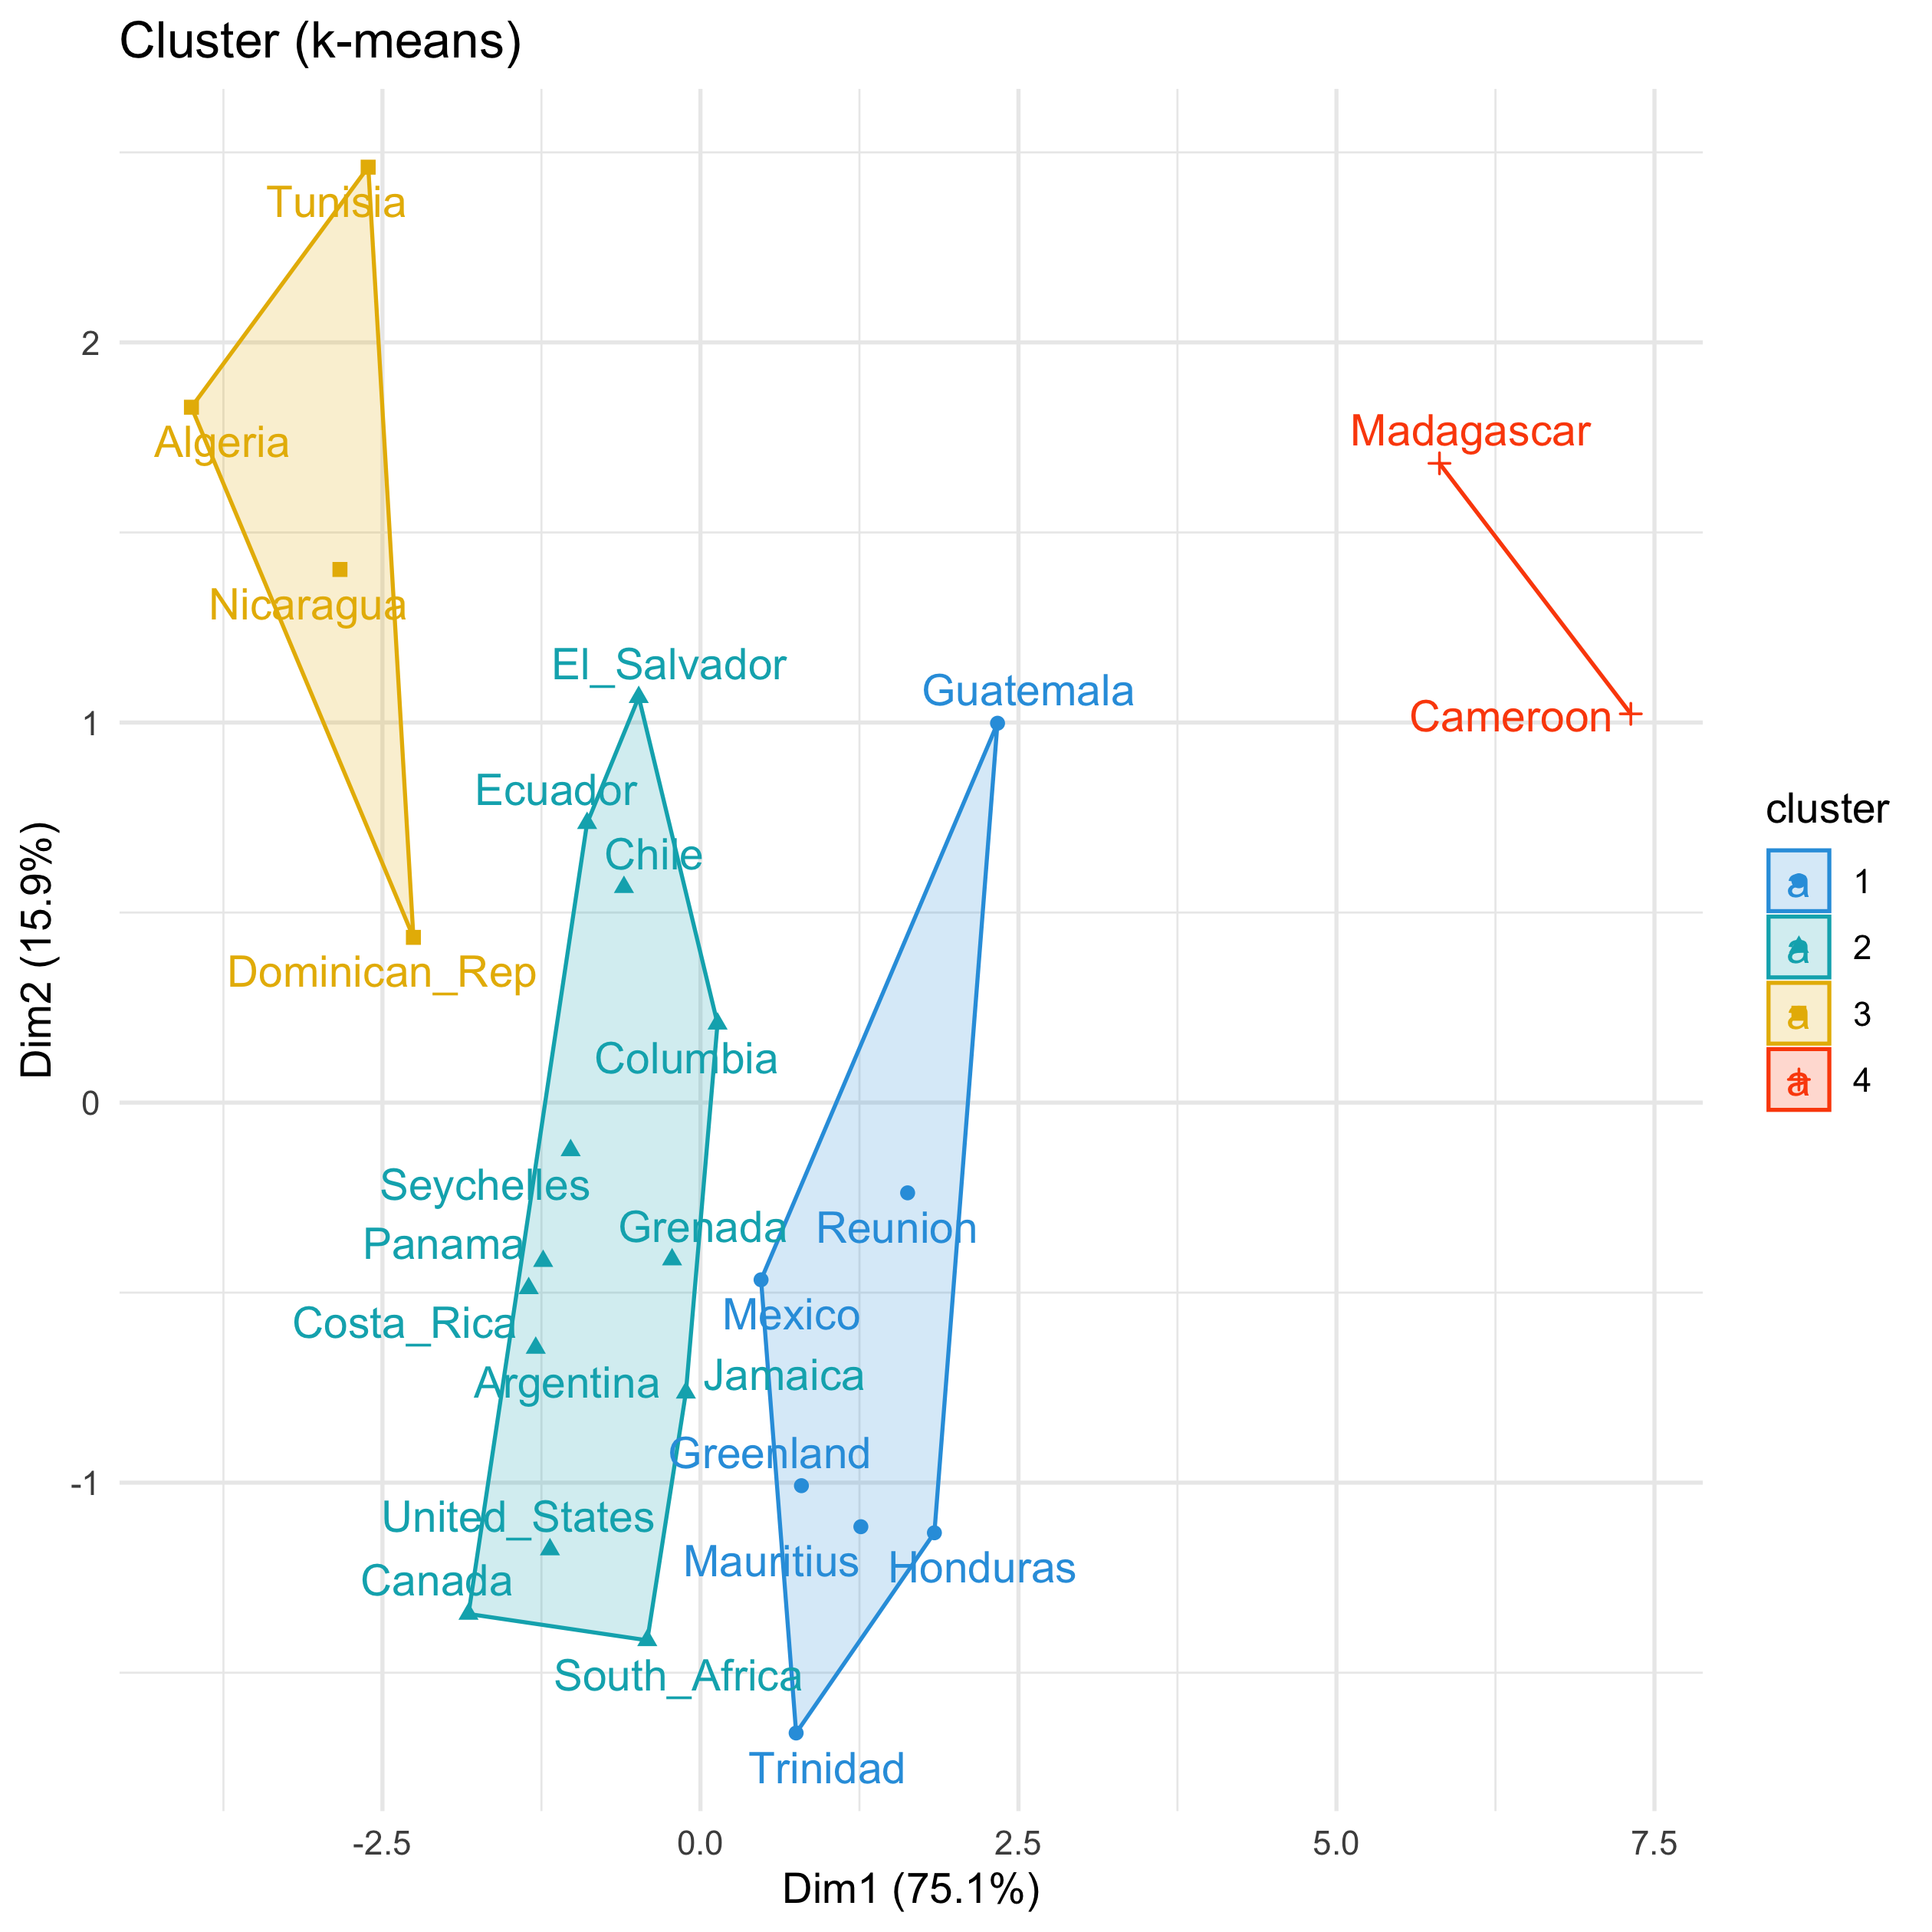 Cluster (k-means)
Tunisia
2
Algeria
Madagascar
Nicaragua
El_Salvador
Guatemala
Cameroon
1
Ecuador
cluster
Chile
a 1
a 2
Dominican_Rep
a 3
Columbia
a 4
0
Seychelles
Grenada
Reunion
Panama
Costa_Rica
Mexico
Argentina
Jamaica
Greenland
-1
United_States
Mauritius
Honduras
Canada
South_Africa
Trinidad
-2.5 0.0 2.5 5.0 7.5
Dim1 (75.1%)
Dim2 (15.9%)